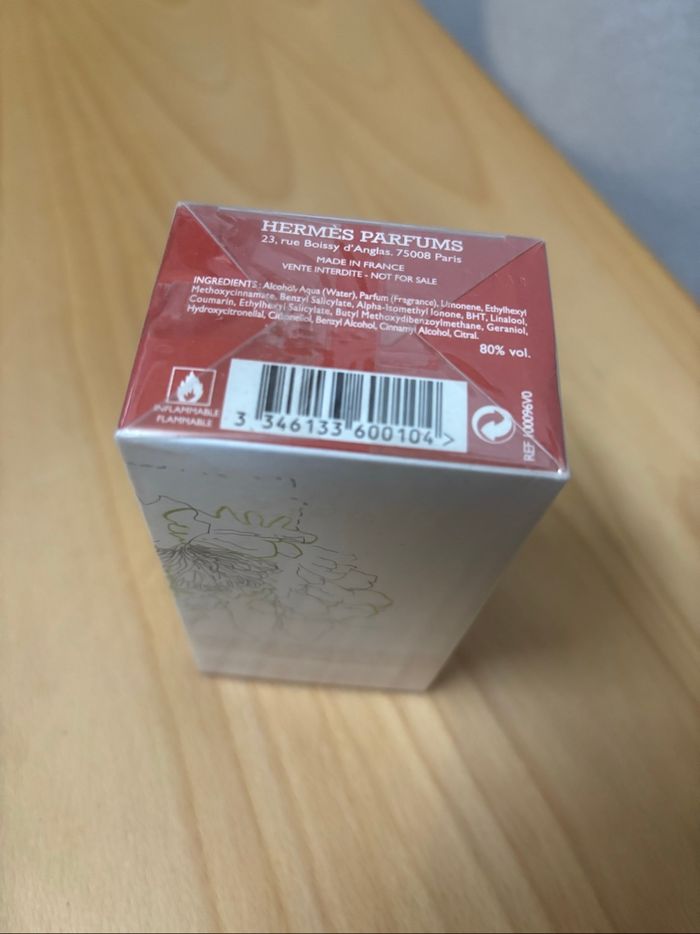 HERMÈS PARFUMS
23, rue Boissy d'Anglas. 75008 Paris
MADE IN FRANCE
VENTE INTERDITE - NOT FOR SALE
INGREDIENTS : Alcohol, Aqua (Water), Parfum (Fragrance), Limonene, Ethylhexyl
Methoxycinnamate, Benzyl Salicylate, Alpha-Isomethyl Ionone, BHT, Linalool,
Coumarin, Ethylhexyl Salicylate, Butyl Methoxydibenzoylmethane, Geraniol,
Hydroxycitronellal, Citronellol, Benzyl Alcohol, Cinnamyl Alcohol, Citral.
80% vol.
INFLAMMABLE
FLAMMABLE
3 346133 600104 >